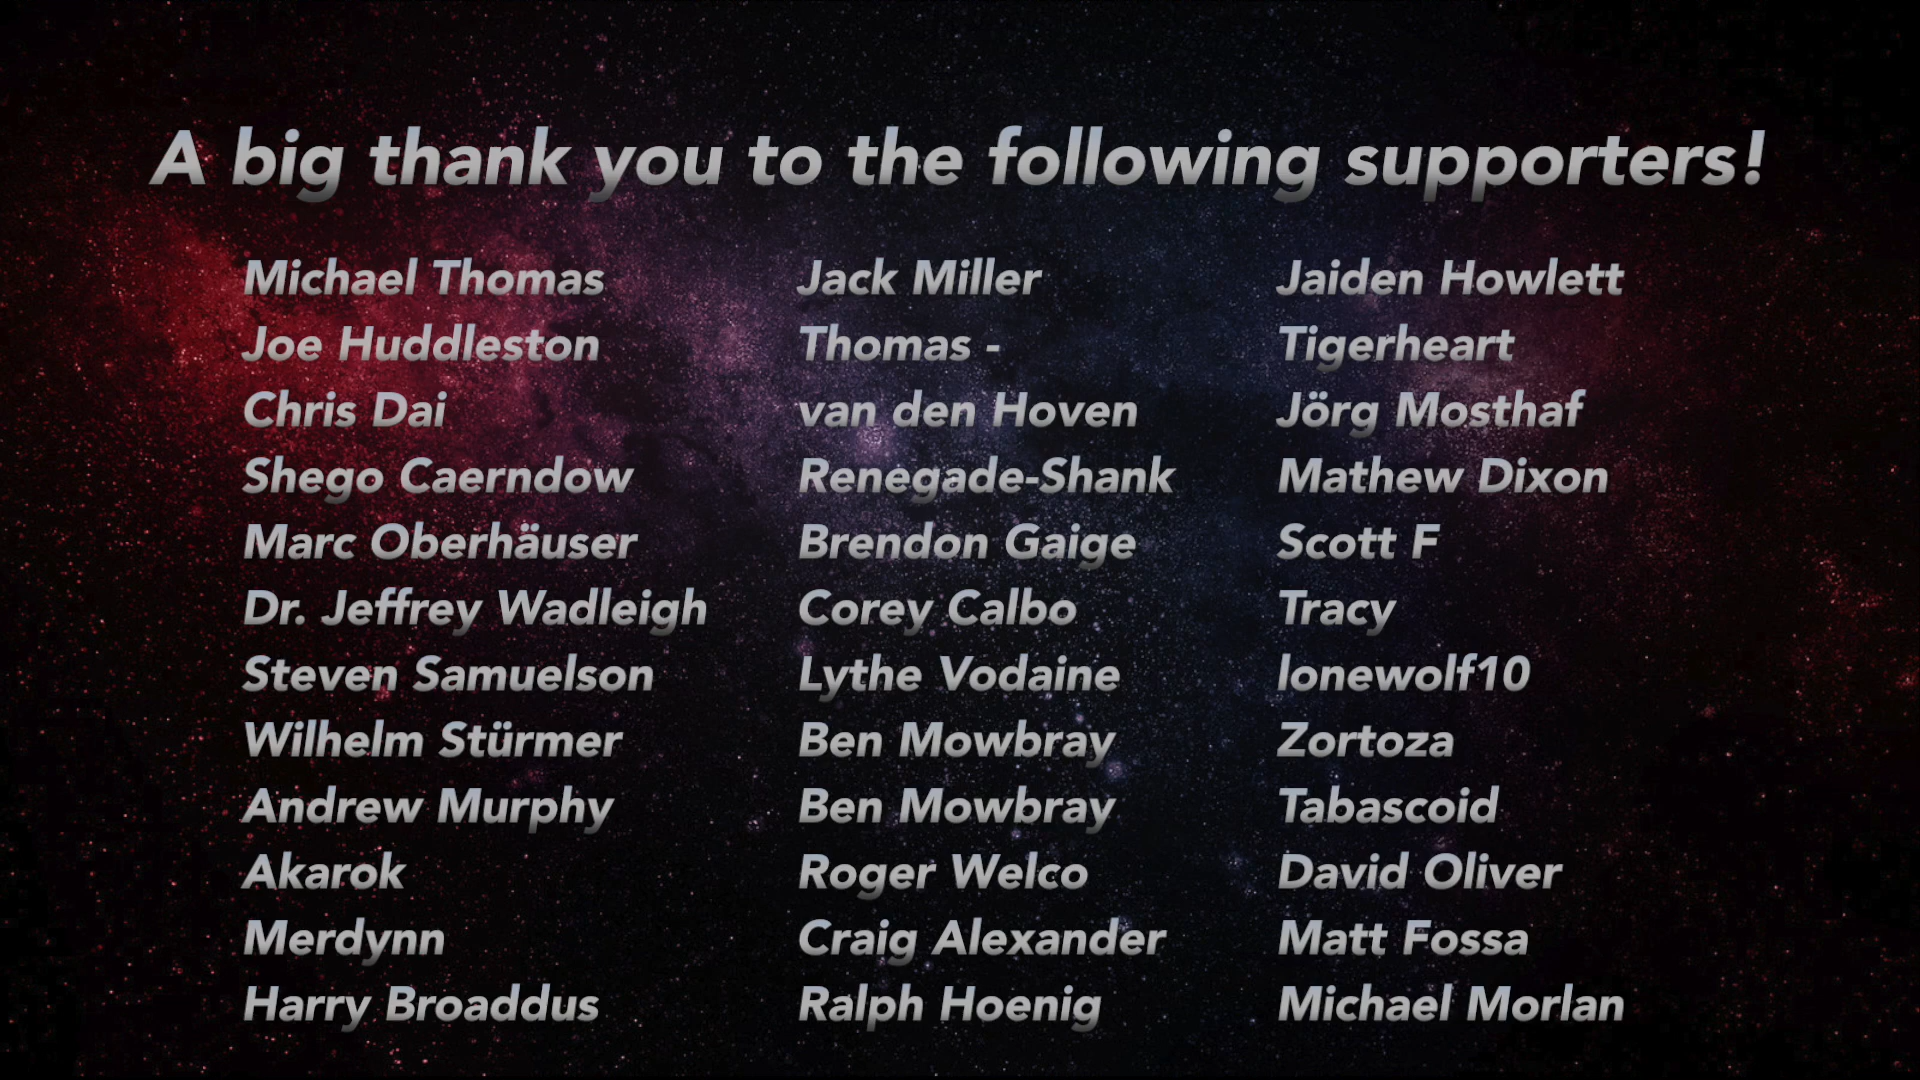 A big thank you to the following supporters!
Michael Thomas
Joe Huddleston
Chris Dai
Shego Caerndow
Marc Oberhäuser
Dr. Jeffrey Wadleigh
Steven Samuelson
Wilhelm Stürmer
Andrew Murphy
Akarok
Merdynn
Harry Broaddus
Jack Miller
Thomas -
van den Hoven
Renegade-Shank
Brendon Gaige
Corey Calbo
Lythe Vodaine
Ben Mowbray
Ben Mowbray
Roger Welco
Craig Alexander
Ralph Hoenig
Jaiden Howlett
Tigerheart
Jörg Mosthaf
Mathew Dixon
Scott F
Tracy
lonewolf10
Zortoza
Tabascoid
David Oliver
Matt Fossa
Michael Morlan